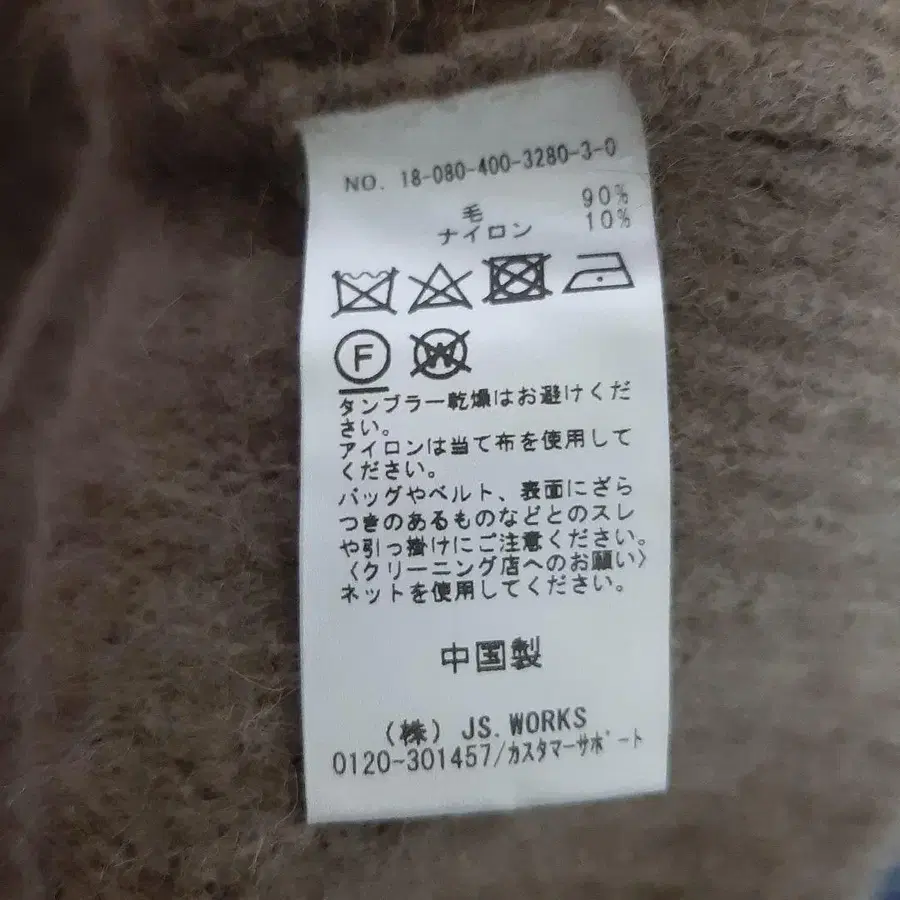 NO. 18-080-400-3280-3-0
毛 90%
ナイロン 10%
F W
タンブラー乾燥はお避けくだ
さい。
アイロンは当て布を使用して
ください。
バッグやベルト、表面にざら
つきのあるものなどとのスレ
や引っ掛けにご注意ください。
〈クリーニング店へのお願い〉
ネットを使用してください。
中国製
(株) JS.WORKS
0120-301457/カスタマーサポート